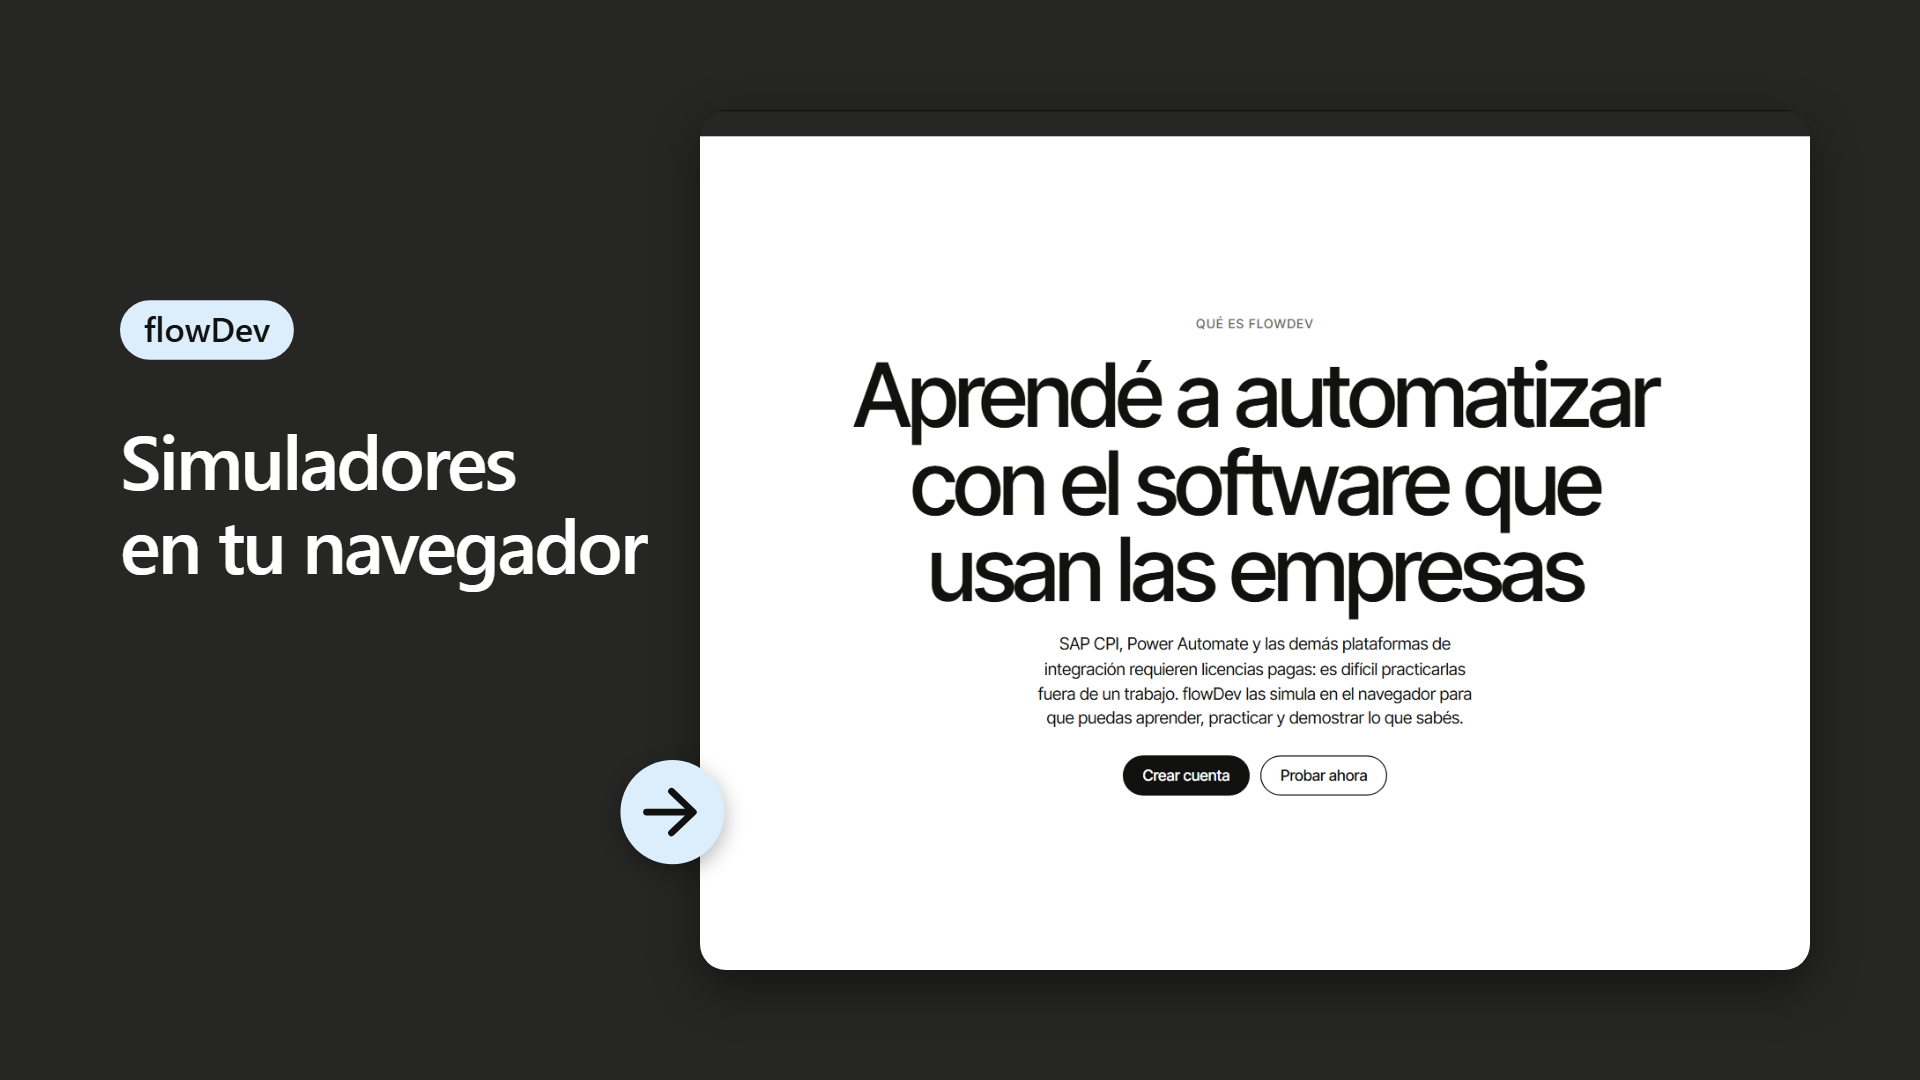 flowDev
Simuladores
en tu navegador
QUÉ ES FLOWDEV
Aprendé a automatizar
con el software que
usan las empresas
SAP CPI, Power Automate y las demás plataformas de
integración requieren licencias pagas: es difícil practicarlas
fuera de un trabajo. flowDev las simula en el navegador para
que puedas aprender, practicar y demostrar lo que sabés.
Crear cuenta
Probar ahora